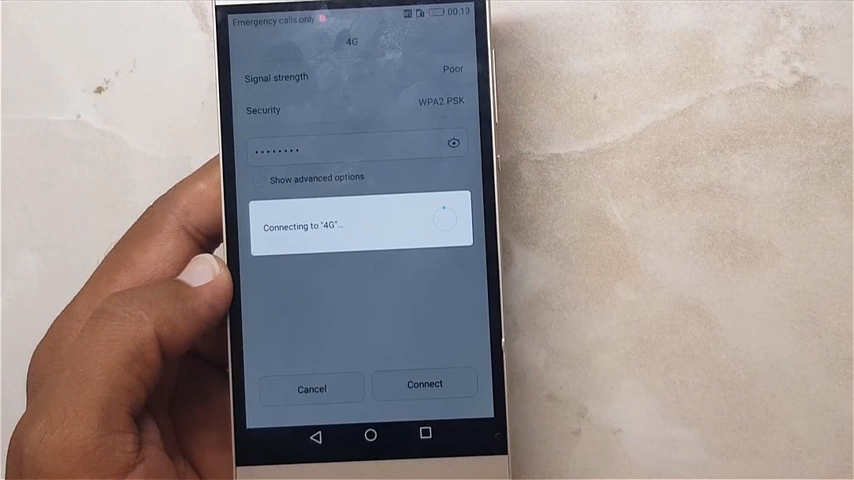 Emergency calls only
00:13
4G
Signal strength
Poor
Security
WPA2 PSK
••••••••
Show advanced options
Connecting to "4G"...
Cancel
Connect